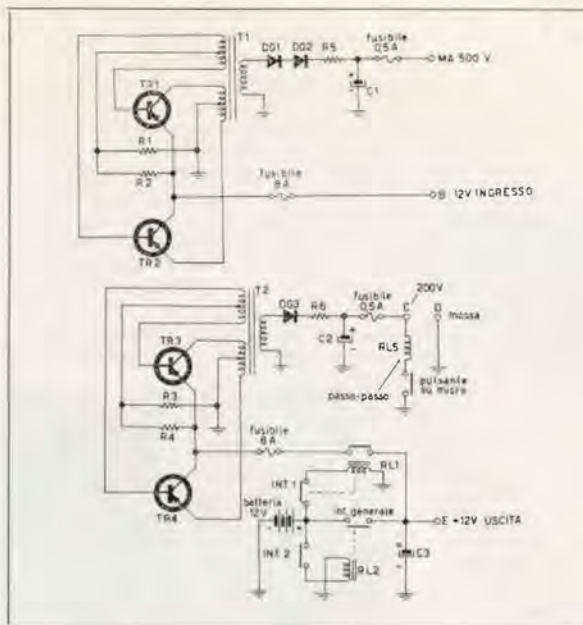 T1
DG1
DG2
R5
fusibile
0,5A
MA 500 V
C1
TR1
R1
R2
fusibile
8A
B 12V INGRESSO
TR2
T2
DG3
R6
fusibile
0,5A
200V
C
D
massa
C2
RL5
passo-passo
pulsante
su micro
TR3
R3
R4
fusibile
6A
RL1
INT 1
batteria
12V
int. generale
E +12V USCITA
C3
INT 2
RL2
TR4